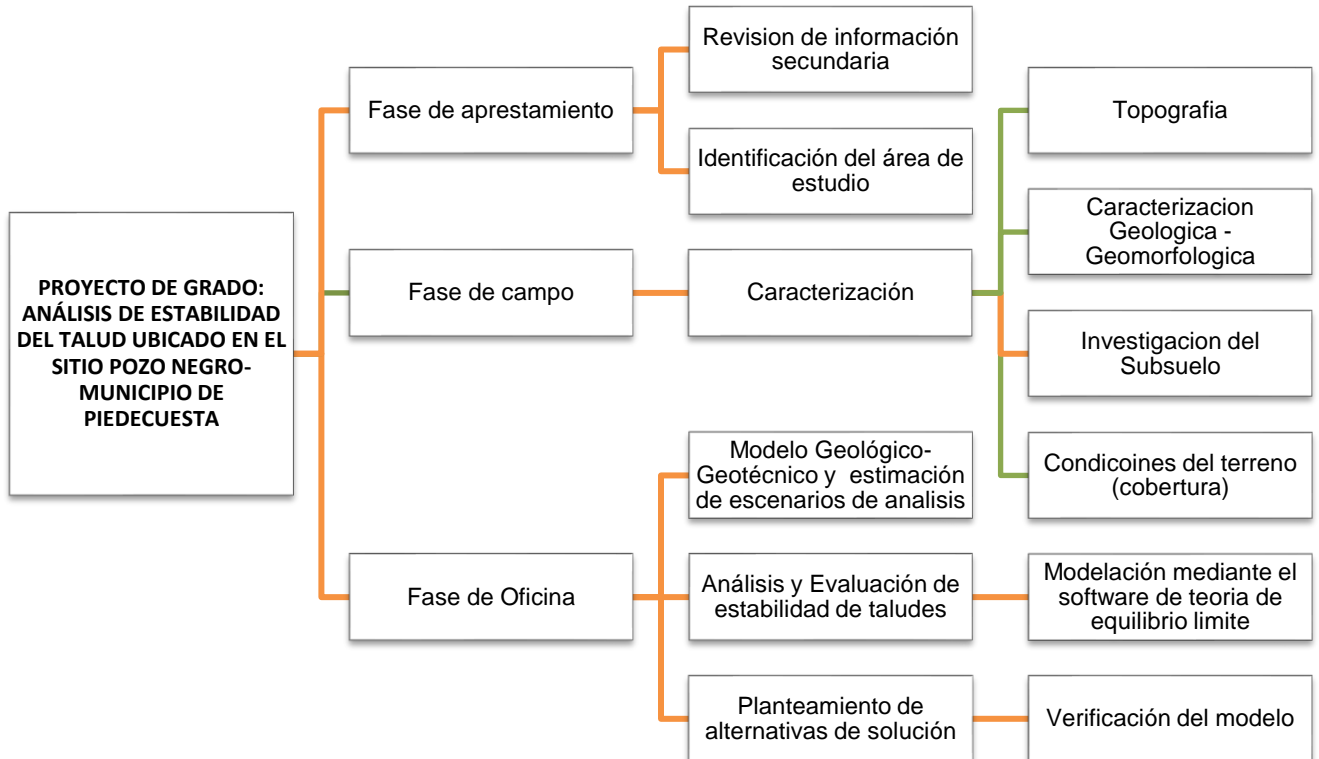 PROYECTO DE GRADO:
ANÁLISIS DE ESTABILIDAD
DEL TALUD UBICADO EN EL
SITIO POZO NEGRO-
MUNICIPIO DE
PIEDECUESTA
Fase de aprestamiento
Revision de información
secundaria
Identificación del área de
estudio
Fase de campo
Caracterización
Topografia
Caracterizacion
Geologica -
Geomorfologica
Investigacion del
Subsuelo
Condicoines del terreno
(cobertura)
Fase de Oficina
Modelo Geológico-
Geotécnico y estimación
de escenarios de analisis
Análisis y Evaluación de
estabilidad de taludes
Modelación mediante el
software de teoria de
equilibrio limite
Planteamiento de
alternativas de solución
Verificación del modelo